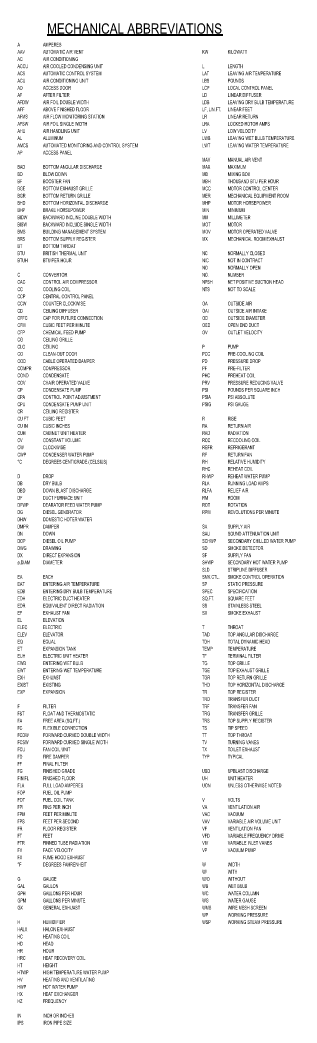 MECHANICAL ABBREVIATIONS
A AMPERES
AAV AUTOMATIC AIR VENT
AC AIR CONDITIONING
ACCU AIR COOLED CONDENSING UNIT
ACS AUTOMATIC CONTROL SYSTEM
ACU AIR CONDITIONING UNIT
AD ACCESS DOOR
AF AFTER FILTER
AFDW AIR FOIL DOUBLE WIDTH
AFF ABOVE FINISHED FLOOR
AFMS AIR FLOW MONITORING STATION
AFSW AIR FOIL SINGLE WIDTH
AHU AIR HANDLING UNIT
AL ALUMINUM
AMCS AUTOMATED MONITORING AND CONTROL SYSTEM
AP ACCESS PANEL
BAD BOTTOM ANGULAR DISCHARGE
BD BLOW DOWN
BF BOOSTER FAN
BGE BOTTOM EXHAUST GRILLE
BGR BOTTOM RETURN GRILLE
BHD BOTTOM HORIZONTAL DISCHARGE
BHP BRAKE HORSEPOWER
BIDW BACKWARD INCLINE DOUBLE WIDTH
BISW BACKWARD INCLUDE SINGLE WIDTH
BMS BUILDING MANAGEMENT SYSTEM
BRS BOTTOM SUPPLY REGISTER
BT BOTTOM THROAT
BTU BRITISH THERMAL UNIT
BTUH BTU PER HOUR
C CONVERTOR
CAC CONTROL AIR COMPRESSOR
CC COOLING COIL
CCP CENTRAL CONTROL PANEL
CCW COUNTER CLOCKWISE
CD CEILING DIFFUSER
CFFC CAP FOR FUTURE CONNECTION
CFM CUBIC FEET PER MINUTE
CFP CHEMICAL FEED PUMP
CG CEILING GRILLE
CLG CEILING
CO CLEAN OUT DOOR
COD CABLE OPERATED DAMPER
COMPR COMPRESSOR
COND CONDENSATE
COV CHAIR OPERATED VALVE
CP CONDENSATE PUMP
CPA CONTROL POINT ADJUSTMENT
CPU CONDENSATE PUMP UNIT
CR CEILING REGISTER
CU FT CUBIC FEET
CU IN CUBIC INCHES
CUH CABINET UNIT HEATER
CV CONSTANT VOLUME
CW CLOCKWISE
CWP CONDENSER WATER PUMP
°C DEGREES CENTIGRADE (CELSIUS)
D DROP
DB DRY BULB
DBD DOWN BLAST DISCHARGE
DF DUCT FURNACE UNIT
DFWP DEARATOR FEED WATER PUMP
DG DIESEL GENERATOR
DHW DOMESTIC HOTER WATER
DMPR DAMPER
DN DOWN
DOP DIESEL OIL PUMP
DWG DRAWING
DX DIRECT EXPANSION
ø,DIAM DIAMETER
EA EACH
EAT ENTERING AIR TEMPERATURE
EDB ENTERING DRY BULB TEMPERATURE
EDH ELECTRIC DUCT HEATER
EDR EQUIVALENT DIRECT RADIATION
EF EXHAUST FAN
EL ELEVATION
ELEC ELECTRIC
ELEV ELEVATOR
EQ EQUAL
ET EXPANSION TANK
EUH ELECTRIC UNIT HEATER
EWB ENTERING WET BULB
EWT ENTERING WET TEMPERATURE
EXH EXHAUST
EXIST EXISTING
EXP EXPANSION
F FILTER
F&T FLOAT AND THERMOSTATIC
FA FREE AREA (SQ.FT.)
FC FLEXIBLE CONNECTION
FCDW FORWARD CURVED DOUBLE WIDTH
FCSW FORWARD CURVED SINGLE WIDTH
FCU FAN COIL UNIT
FD FIRE DAMPER
FF FINAL FILTER
FG FINISHED GRADE
FIN.FL FINISHED FLOOR
FLA FULL LOAD AMPERES
FOP FUEL OIL PUMP
FOT FUEL COIL TANK
FPI FINS PER INCH
FPM FEET PER MINUTE
FPS FEET PER SECOND
FR FLOOR REGISTER
FT FEET
FTR FINNED TUBE RADIATION
FV FACE VELOCITY
FX FUME HOOD EXHAUST
°F DEGREES FAHRENHEIT
G GAUGE
GAL GALLON
GPH GALLONS PER HOUR
GPM GALLONS PER MINUTE
GX GENERAL EXHAUST
H HUMIDIFIER
HALX HALON EXHAUST
HC HEATING COIL
HD HEAD
HR HOUR
HRC HEAT RECOVERY COIL
HT HEIGHT
HTWP HIGH TEMPERATURE WATER PUMP
HV HEATING AND VENTILATING
HWP HOT WATER PUMP
HX HEAT EXCHANGER
HZ FREQUENCY
IN INCH OR INCHES
IPS IRON PIPE SIZE
KW KILOWATT
L LENGTH
LAT LEAVING AIR TEMPERATURE
LBS POUNDS
LCP LOCAL CONTROL PANEL
LD LINEAR DIFFUSER
LDB LEAVING DRY BULB TEMPERATURE
LF, LIN.FT. LINEAR FEET
LR LINEAR RETURN
LRA LOCKED ROTOR AMPS
LV LOW VELOCITY
LWB LEAVING WET BULB TEMPERATURE
LWT LEAVING WATER TEMPERATURE
MAV MANUAL AIR VENT
MAX MAXIMUM
MB MIXING BOX
MBH THOUSAND BTU PER HOUR
MCC MOTOR CONTROL CENTER
MER MECHANICAL EQUIPMENT ROOM
MHP MOTOR HORSEPOWER
MIN MINIMUM
MM MILLIMETER
MOT MOTOR
MOV MOTOR OPERATED VALVE
MX MECHANICAL ROOM EXHAUST
NC NORMALLY CLOSED
NIC NOT IN CONTRACT
NO NORMALLY OPEN
NO NUMBER
NPSH NET POSITIVE SUCTION HEAD
NTS NOT TO SCALE
OA OUTSIDE AIR
OAI OUTSIDE AIR INTAKE
OD OUTSIDE DIAMETER
OED OPEN END DUCT
OV OUTLET VELOCITY
P PUMP
PCC PRE-COOLING COIL
PD PRESSURE DROP
PF PRE-FILTER
PHC PREHEAT COIL
PRV PRESSURE REDUCING VALVE
PSI POUNDS PER SQUARE INCH
PSIA PSI ABSOLUTE
PSIG PSI GAUGE
R RISE
RA RETURN AIR
RAD RADIATION
RCC RECOOLING COIL
REFR REFRIGERANT
RF RETURN FAN
RH RELATIVE HUMIDITY
RHC REHEAT COIL
RHWP REHEAT WATER PUMP
RLA RUNNING LOAD AMPS
RLFA RELIEF AIR
RM ROOM
ROT ROTATION
RPM REVOLUTIONS PER MINUTE
SA SUPPLY AIR
SAU SOUND ATTENUATION UNIT
SCHWP SECONDARY CHILLED WATER PUMP
SD SMOKE DETECTOR
SF SUPPLY FAN
SHWP SECONDARY HOT WATER PUMP
SLD STRIPLINE DIFFUSER
SMK CTL. SMOKE CONTROL OPERATION
SP STATIC PRESSURE
SPEC SPECIFICATION
SQ.FT. SQUARE FEET
SS STAINLESS STEEL
SX SMOKE EXHAUST
T THROAT
TAD TOP ANGULAR DISCHARGE
TDH TOTAL DYNAMIC HEAD
TEMP TEMPERATURE
TF TERMINAL FILTER
TG TOP GRILLE
TGE TOP EXHAUST GRILLE
TGR TOP RETURN GRILLE
THD TOP HORIZONTAL DISCHARGE
TR TOP REGISTER
TRD TRANSFER DUCT
TRF TRANSFER FAN
TRG TRANSFER GRILLE
TRS TOP SUPPLY REGISTER
TS TIP SPEED
TT TOP THROAT
TV TURNING VANES
TX TOILET EXHAUST
TYP TYPICAL
UBD UPBLAST DISCHARGE
UH UNIT HEATER
UON UNLESS OTHERWISE NOTED
V VOLTS
VA VENTILATION AIR
VAC VACUUM
VAV VARIABLE AIR VOLUME UNIT
VF VENTILATION FAN
VFD VARIABLE FREQUENCY DRIVE
VIV VARIABLE INLET VANES
VP VACUUM PUMP
W WIDTH
W/ WITH
W/O WITHOUT
WB WET BULB
WC WATER COLUMN
WG WATER GAUGE
WMS WIRE MESH SCREEN
WP WORKING PRESSURE
WSP WORKING STEAM PRESSURE